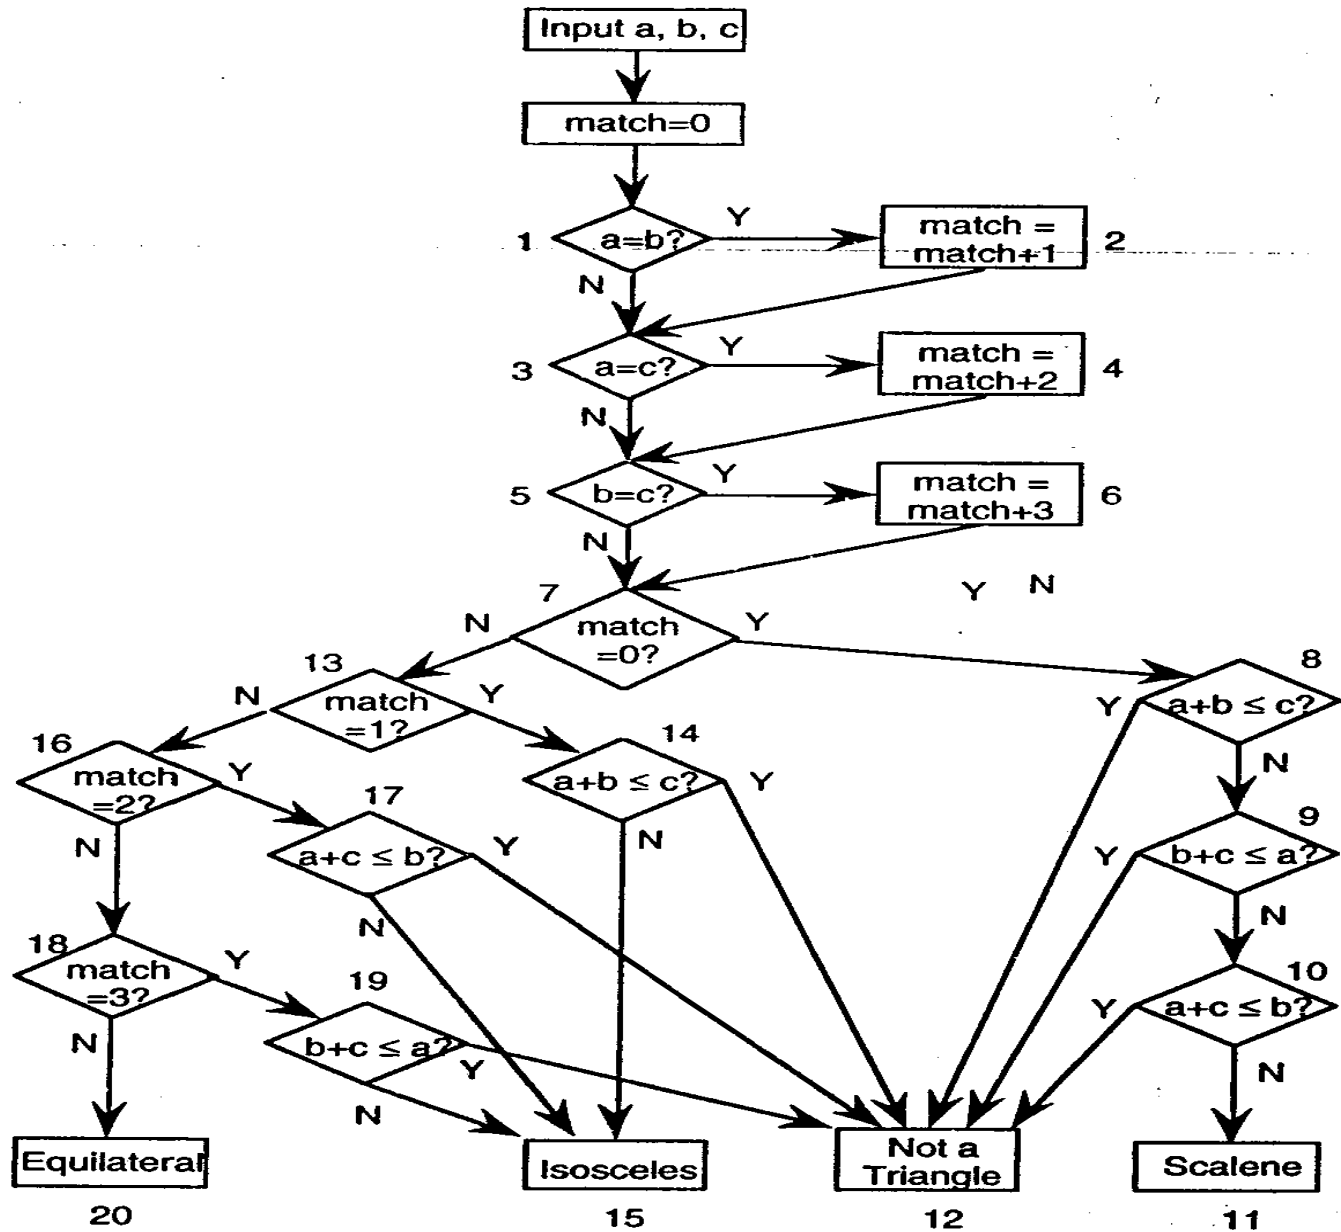 Input a, b, c
match=0
Y
1
a=b?
match =
match+1
2
N
Y
3
a=c?
match =
match+2
4
N
Y
5
b=c?
match =
match+3
6
N
7
Y N
N
match
=0?
Y
13
8
N
match
=1?
Y
Y
a+b ≤ c?
16
14
N
match
=2?
Y
17
a+b ≤ c?
Y
9
N
a+c ≤ b?
Y
N
Y
b+c ≤ a?
N
N
18
match
=3?
Y
19
10
Y
a+c ≤ b?
N
b+c ≤ a?
Y
N
N
Equilateral
Isosceles
Not a
Triangle
Scalene
20
15
12
11